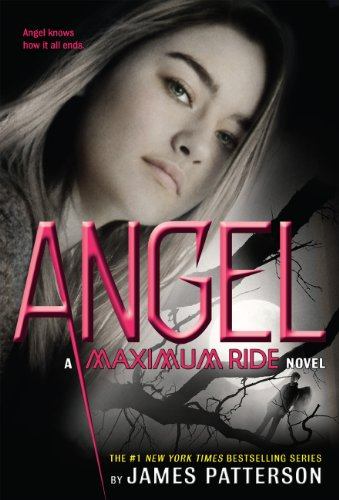 Angel knows
how it all ends.
ANGEL
A MAXIMUM RIDE NOVEL
THE #1 NEW YORK TIMES BESTSELLING SERIES
BY JAMES PATTERSON